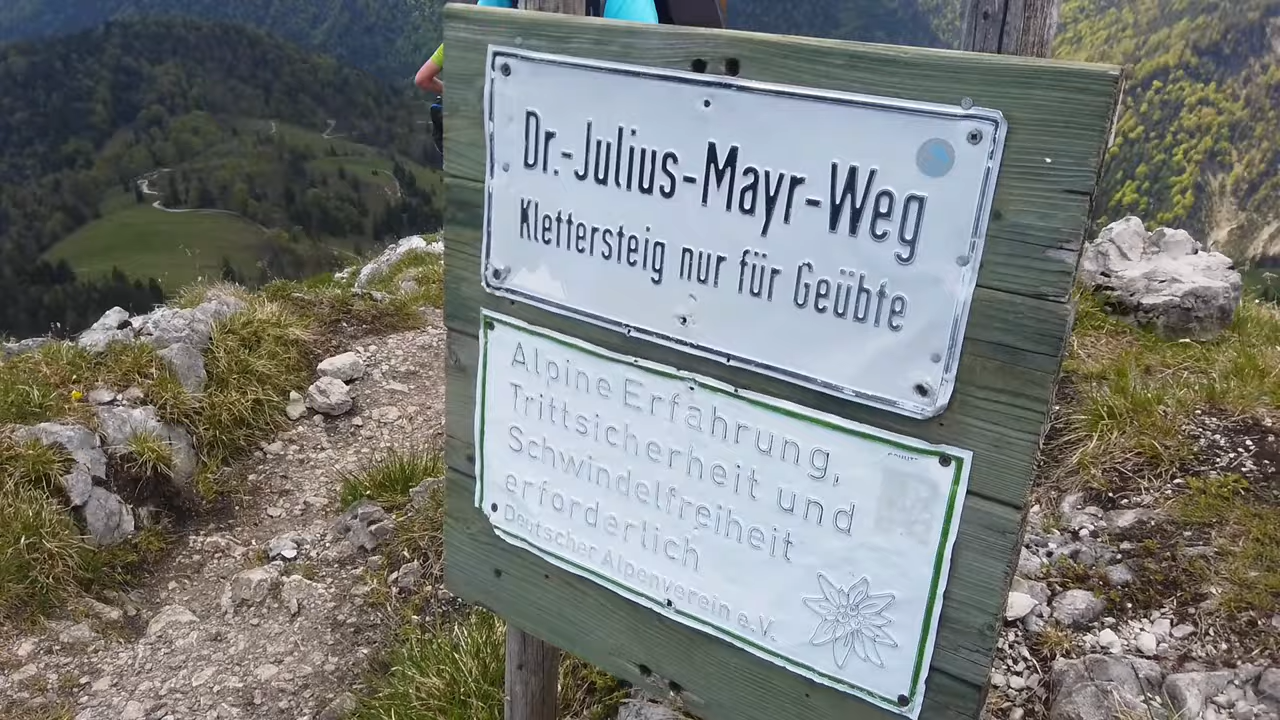 Dr.-Julius-Mayr-Weg
Klettersteig nur für Geübte
Alpine Erfahrung,
Trittsicherheit und
Schwindelfreiheit
erforderlich
Deutscher Alpenverein e.V.